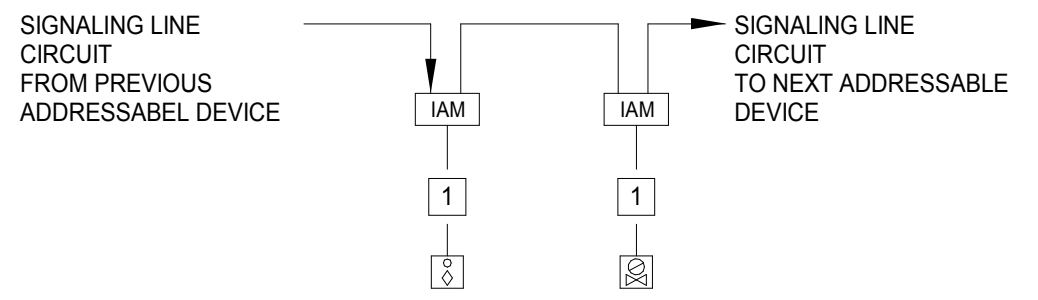 SIGNALING LINE
CIRCUIT
FROM PREVIOUS
ADDRESSABEL DEVICE
SIGNALING LINE
CIRCUIT
TO NEXT ADDRESSABLE
DEVICE
IAM
IAM
1
1